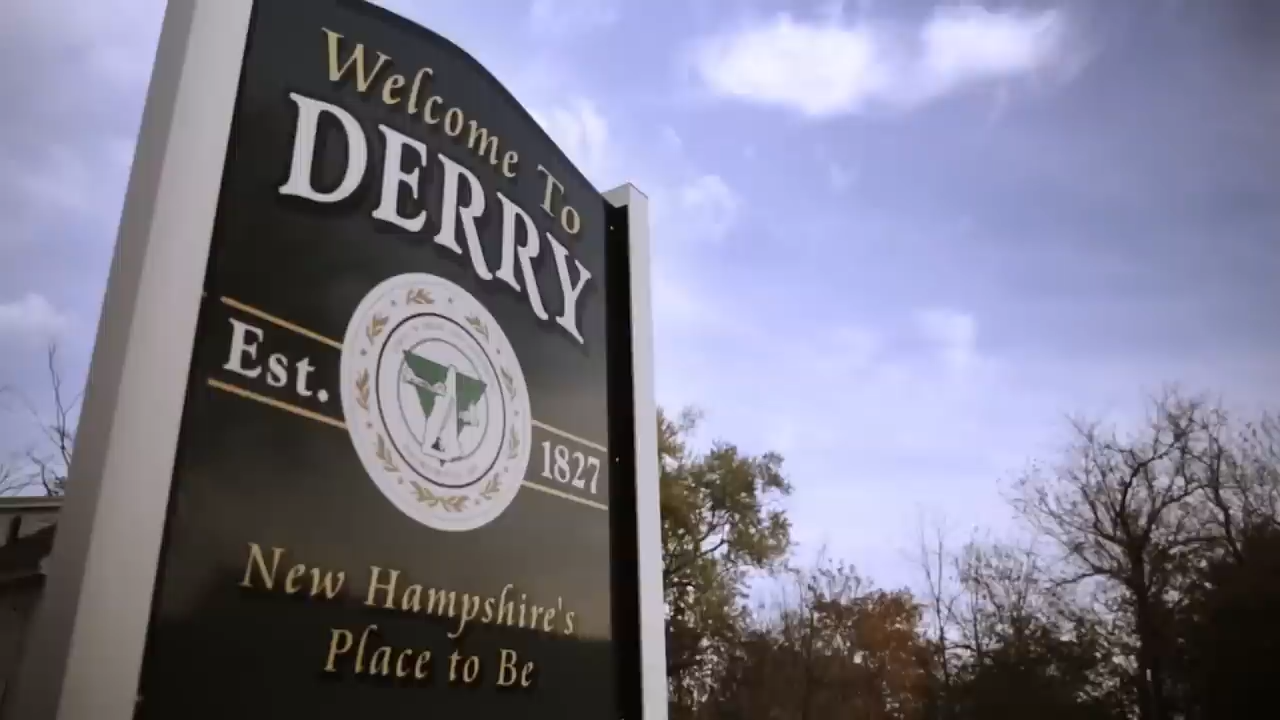 Welcome To
DERRY
Est.
1827
New Hampshire's
Place to Be